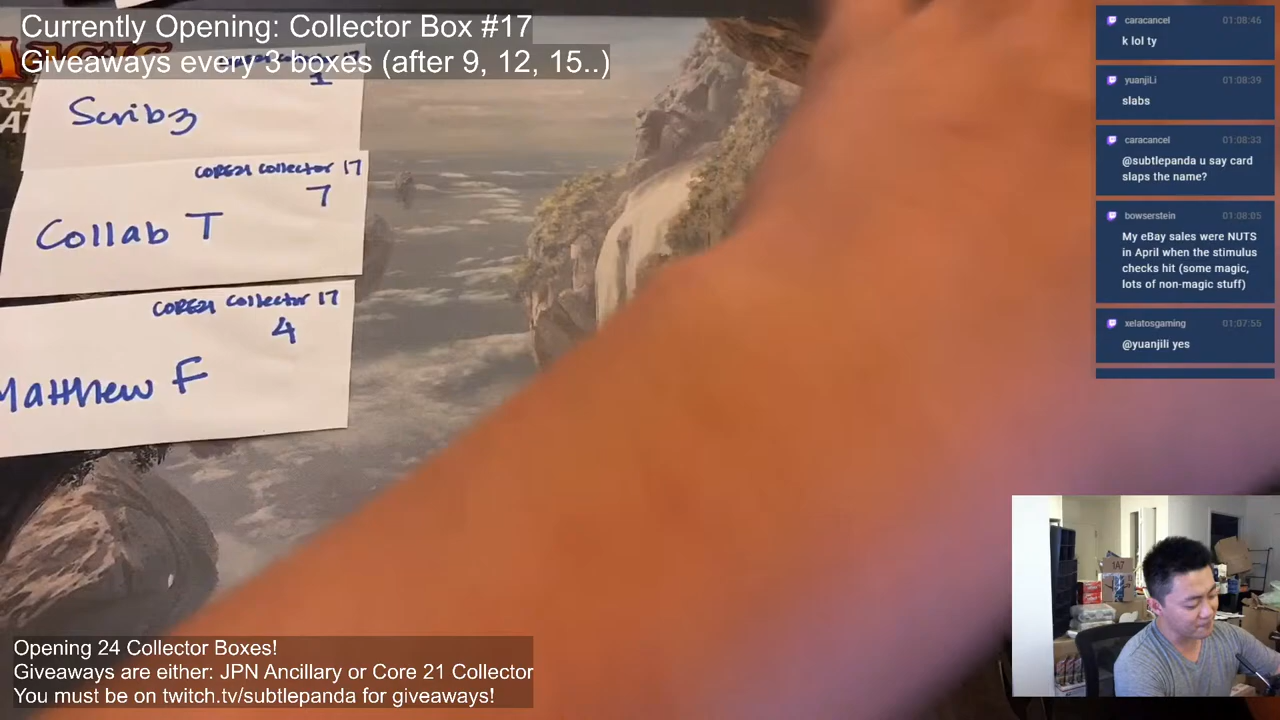 Currently Opening: Collector Box #17
Giveaways every 3 boxes (after 9, 12, 15..)
17
1
Scribz
CORE21 Collector 17
7
Collab T
CORE21 Collector 17
4
Matthew F
caracancel 01:08:46
k lol ty
yuanjiLi 01:08:39
slabs
caracancel 01:08:33
@subtlepanda u say card
slaps the name?
bowserstein 01:08:05
My eBay sales were NUTS
in April when the stimulus
checks hit (some magic,
lots of non-magic stuff)
xelatosgaming 01:07:55
@yuanjili yes
1A7
Opening 24 Collector Boxes!
Giveaways are either: JPN Ancillary or Core 21 Collector
You must be on twitch.tv/subtlepanda for giveaways!